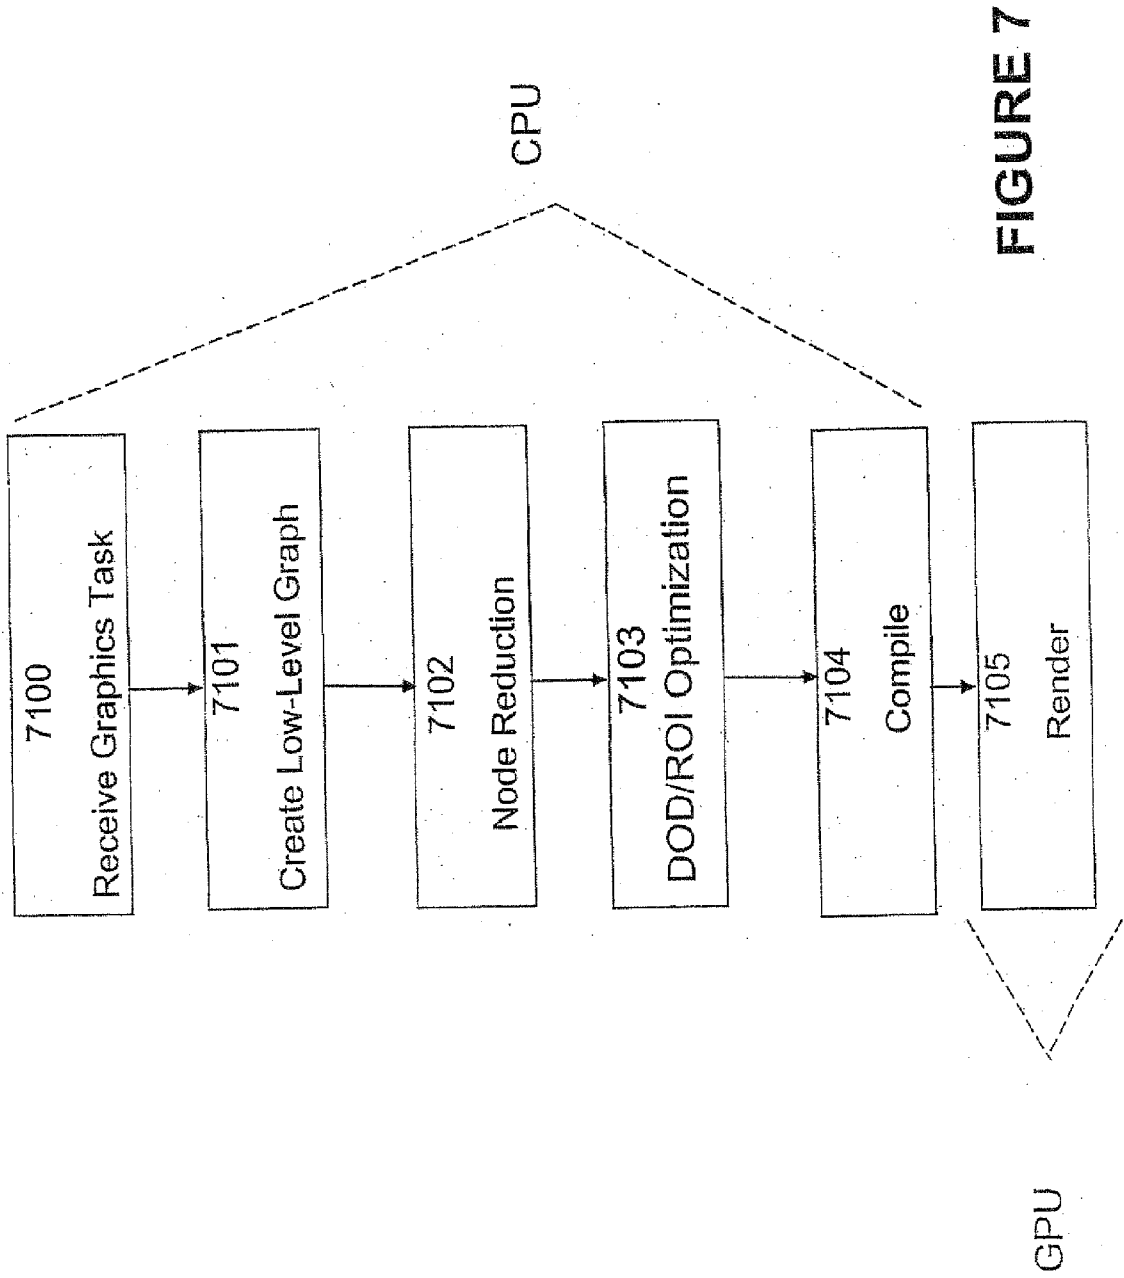 7100
Receive Graphics Task
7101
Create Low-Level Graph
7102
Node Reduction
7103
DOD/ROI Optimization
7104
Compile
7105
Render
CPU
GPU
FIGURE 7